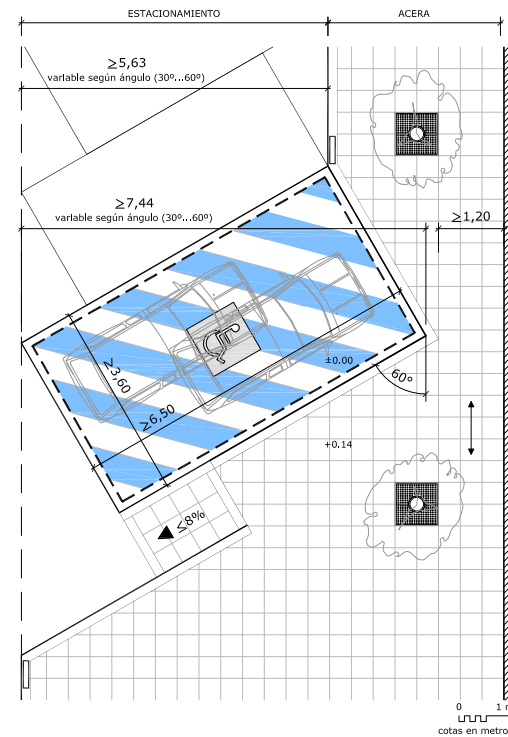 ESTACIONAMIENTO ACERA
≥5,63
variable según ángulo (30º...60º)
≥7,44
variable según ángulo (30º...60º)
≥1,20
±0.00
≥3,60
60º
≥6,50
+0.14
≤8%
0 1
cotas en metro